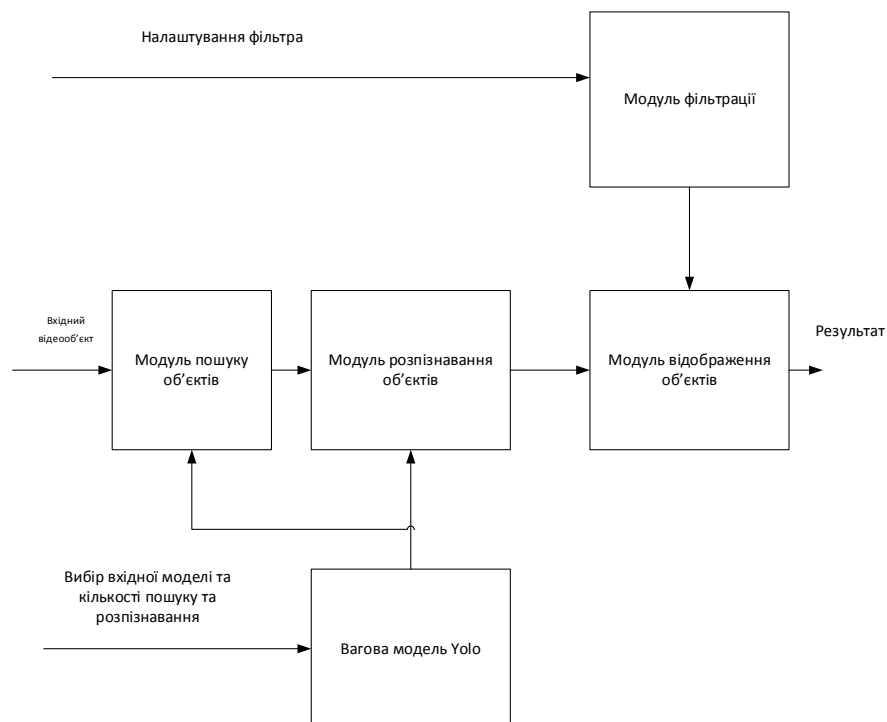 Налаштування фільтра
Модуль фільтрації
Вхідний
відеооб’єкт
Модуль пошуку
об’єктів
Модуль розпізнавання
об’єктів
Модуль відображення
об’єктів
Результат
Вибір вхідної моделі та
кількості пошуку та
розпізнавання
Вагова модель Yolo